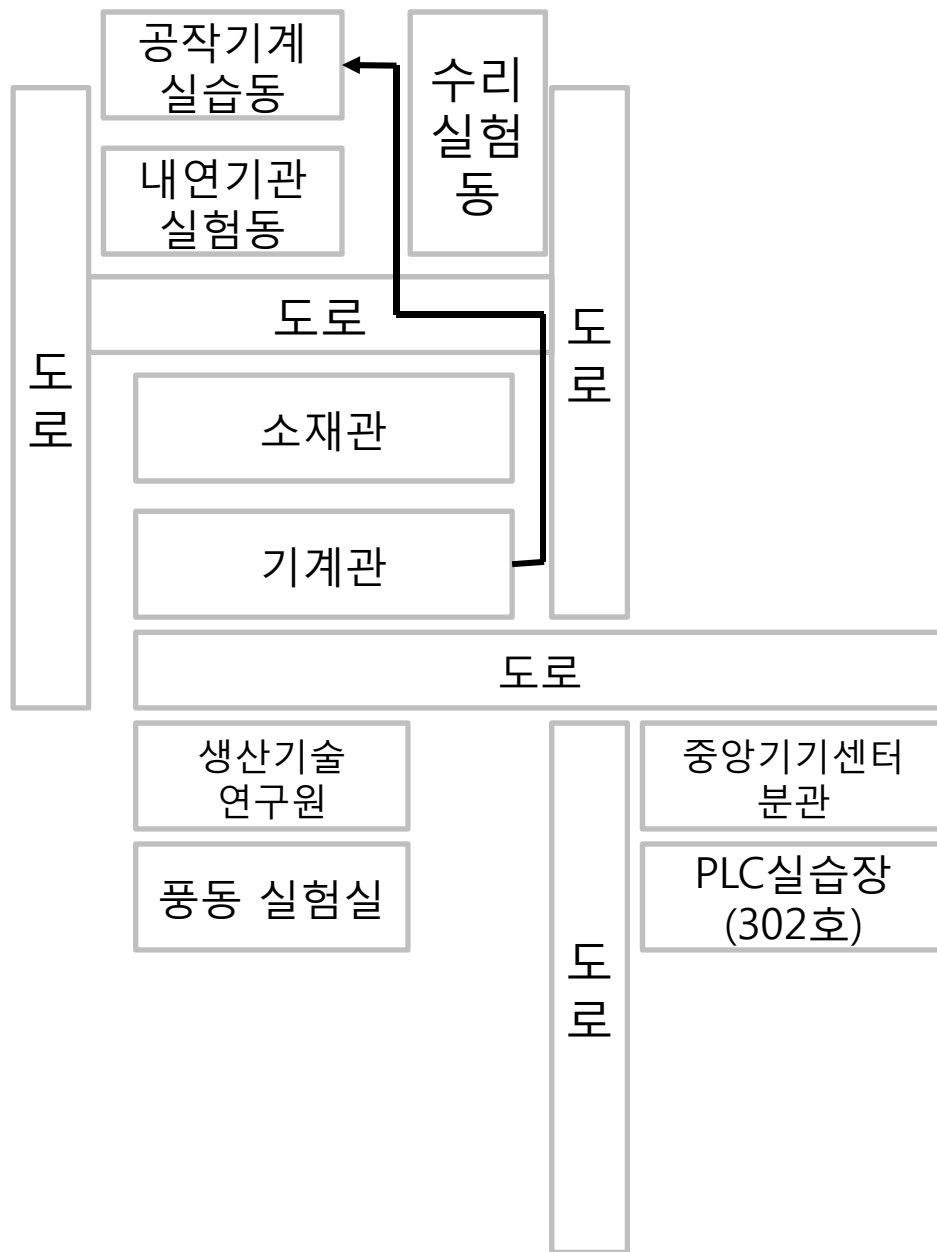 공작기계
실습동
수리
실험
동
내연기관
실험동
도로
도
로
도
로
소재관
기계관
도로
생산기술
연구원
중앙기기센터
분관
풍동 실험실
PLC실습장
(302호)
도
로